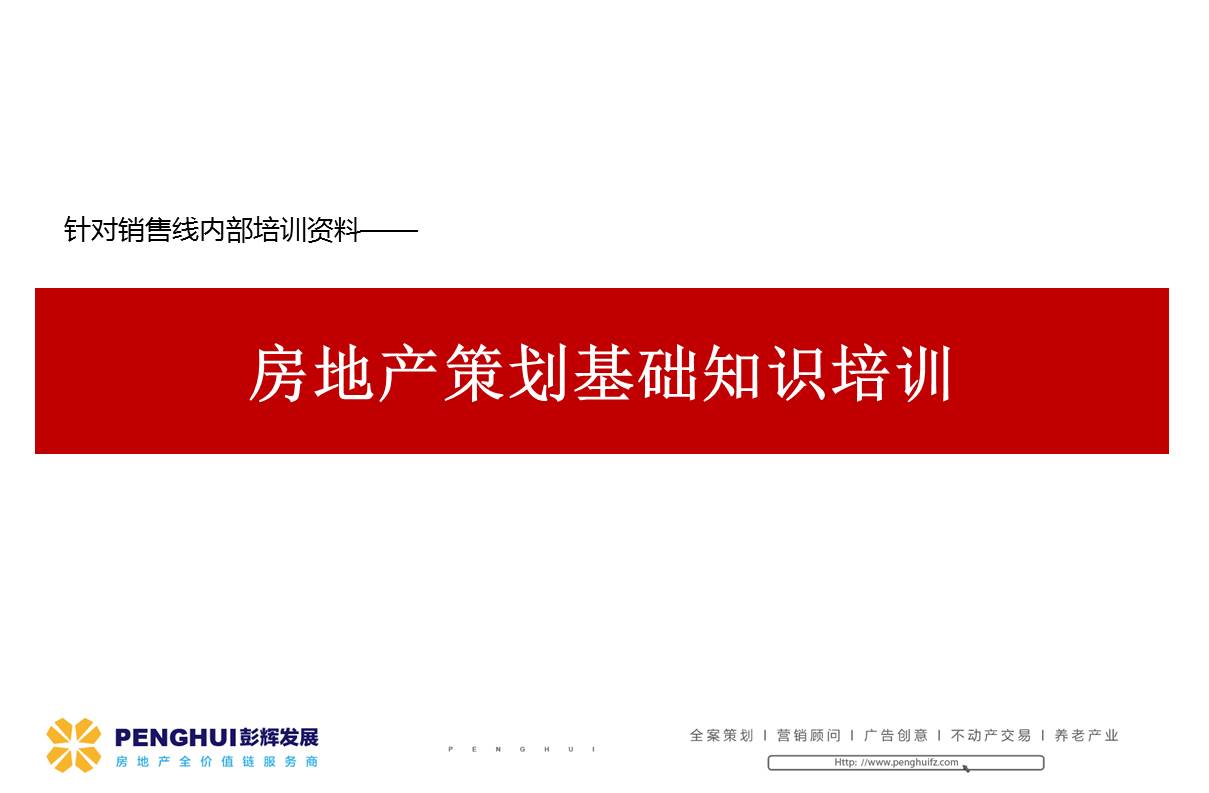 针对销售线内部培训资料——
房地产策划基础知识培训
PENGHUI彭辉发展
房地产全价值链服务商
PENGHUI
全案策划 I 营销顾问 I 广告创意 I 不动产交易 I 养老产业
Http: //www.penghuifz.com